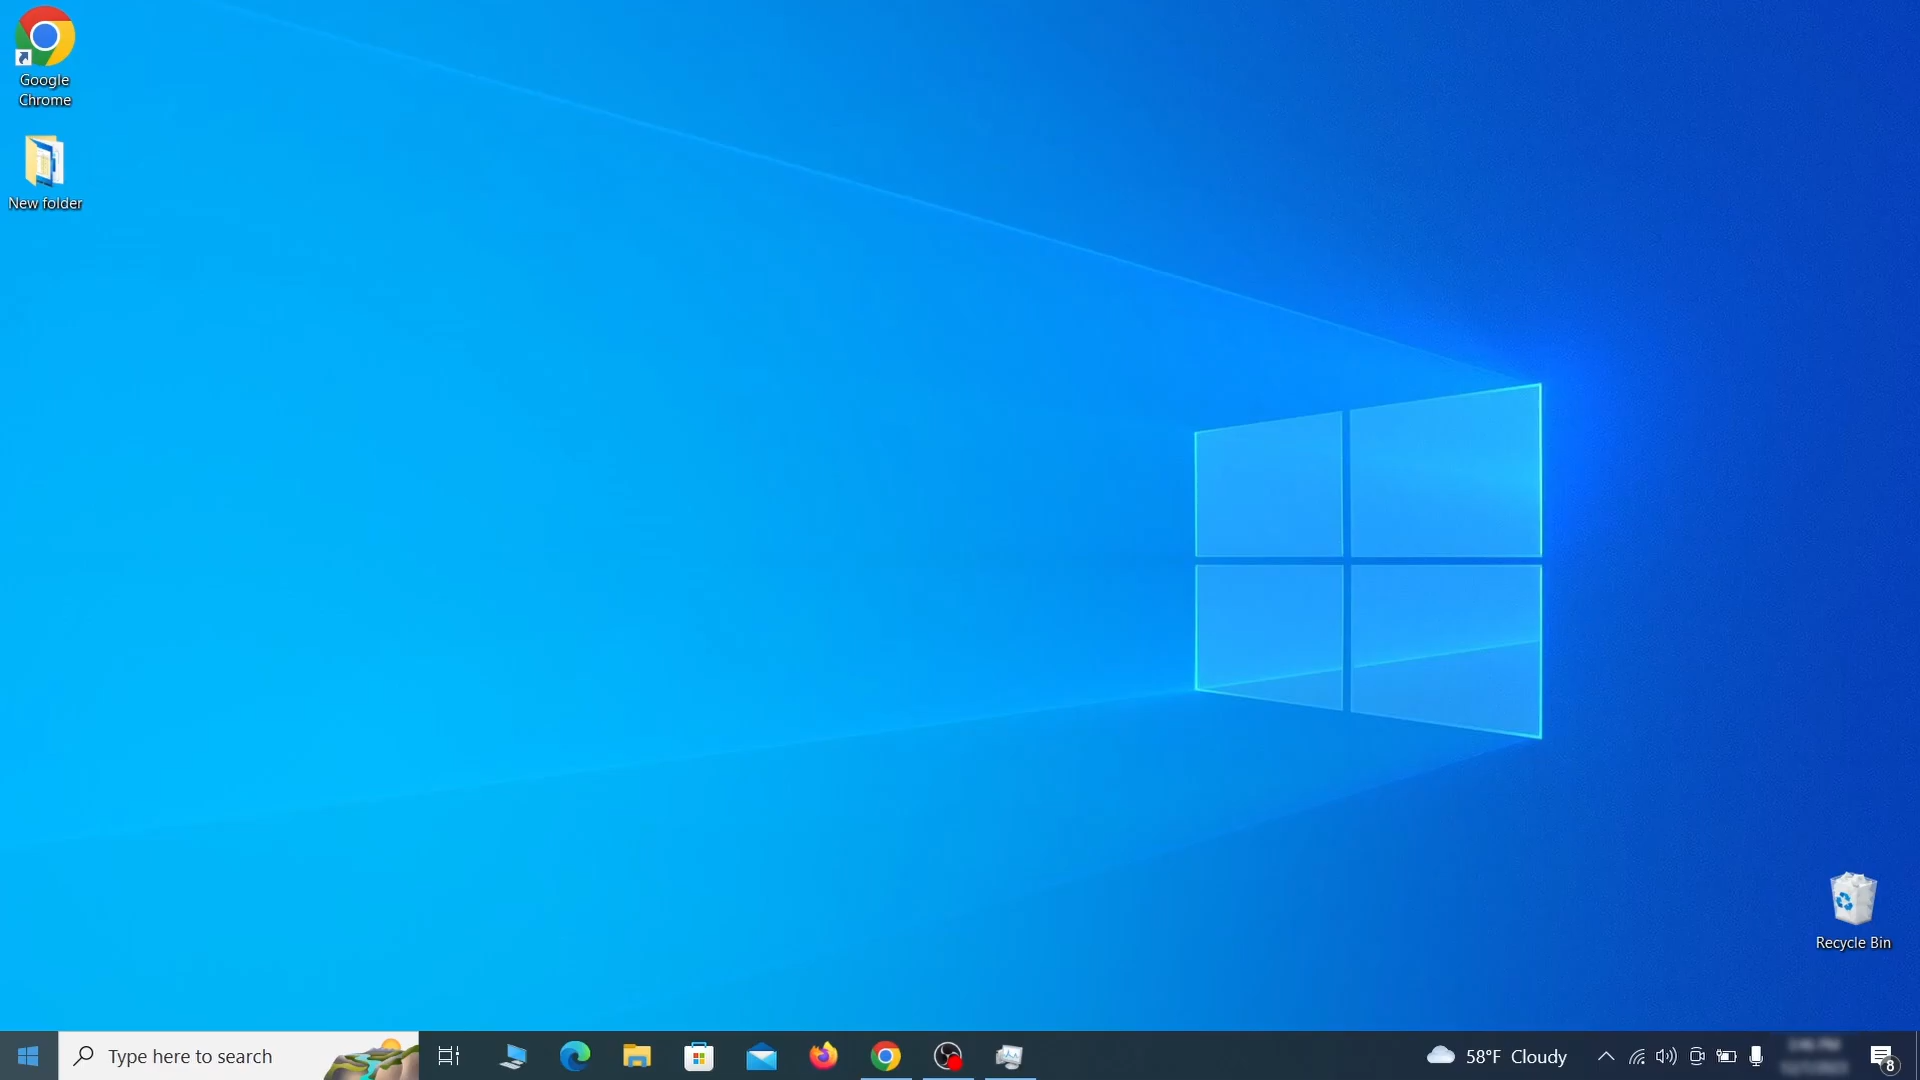 Google
Chrome
New folder
Recycle Bin
Type here to search
58°F Cloudy
8